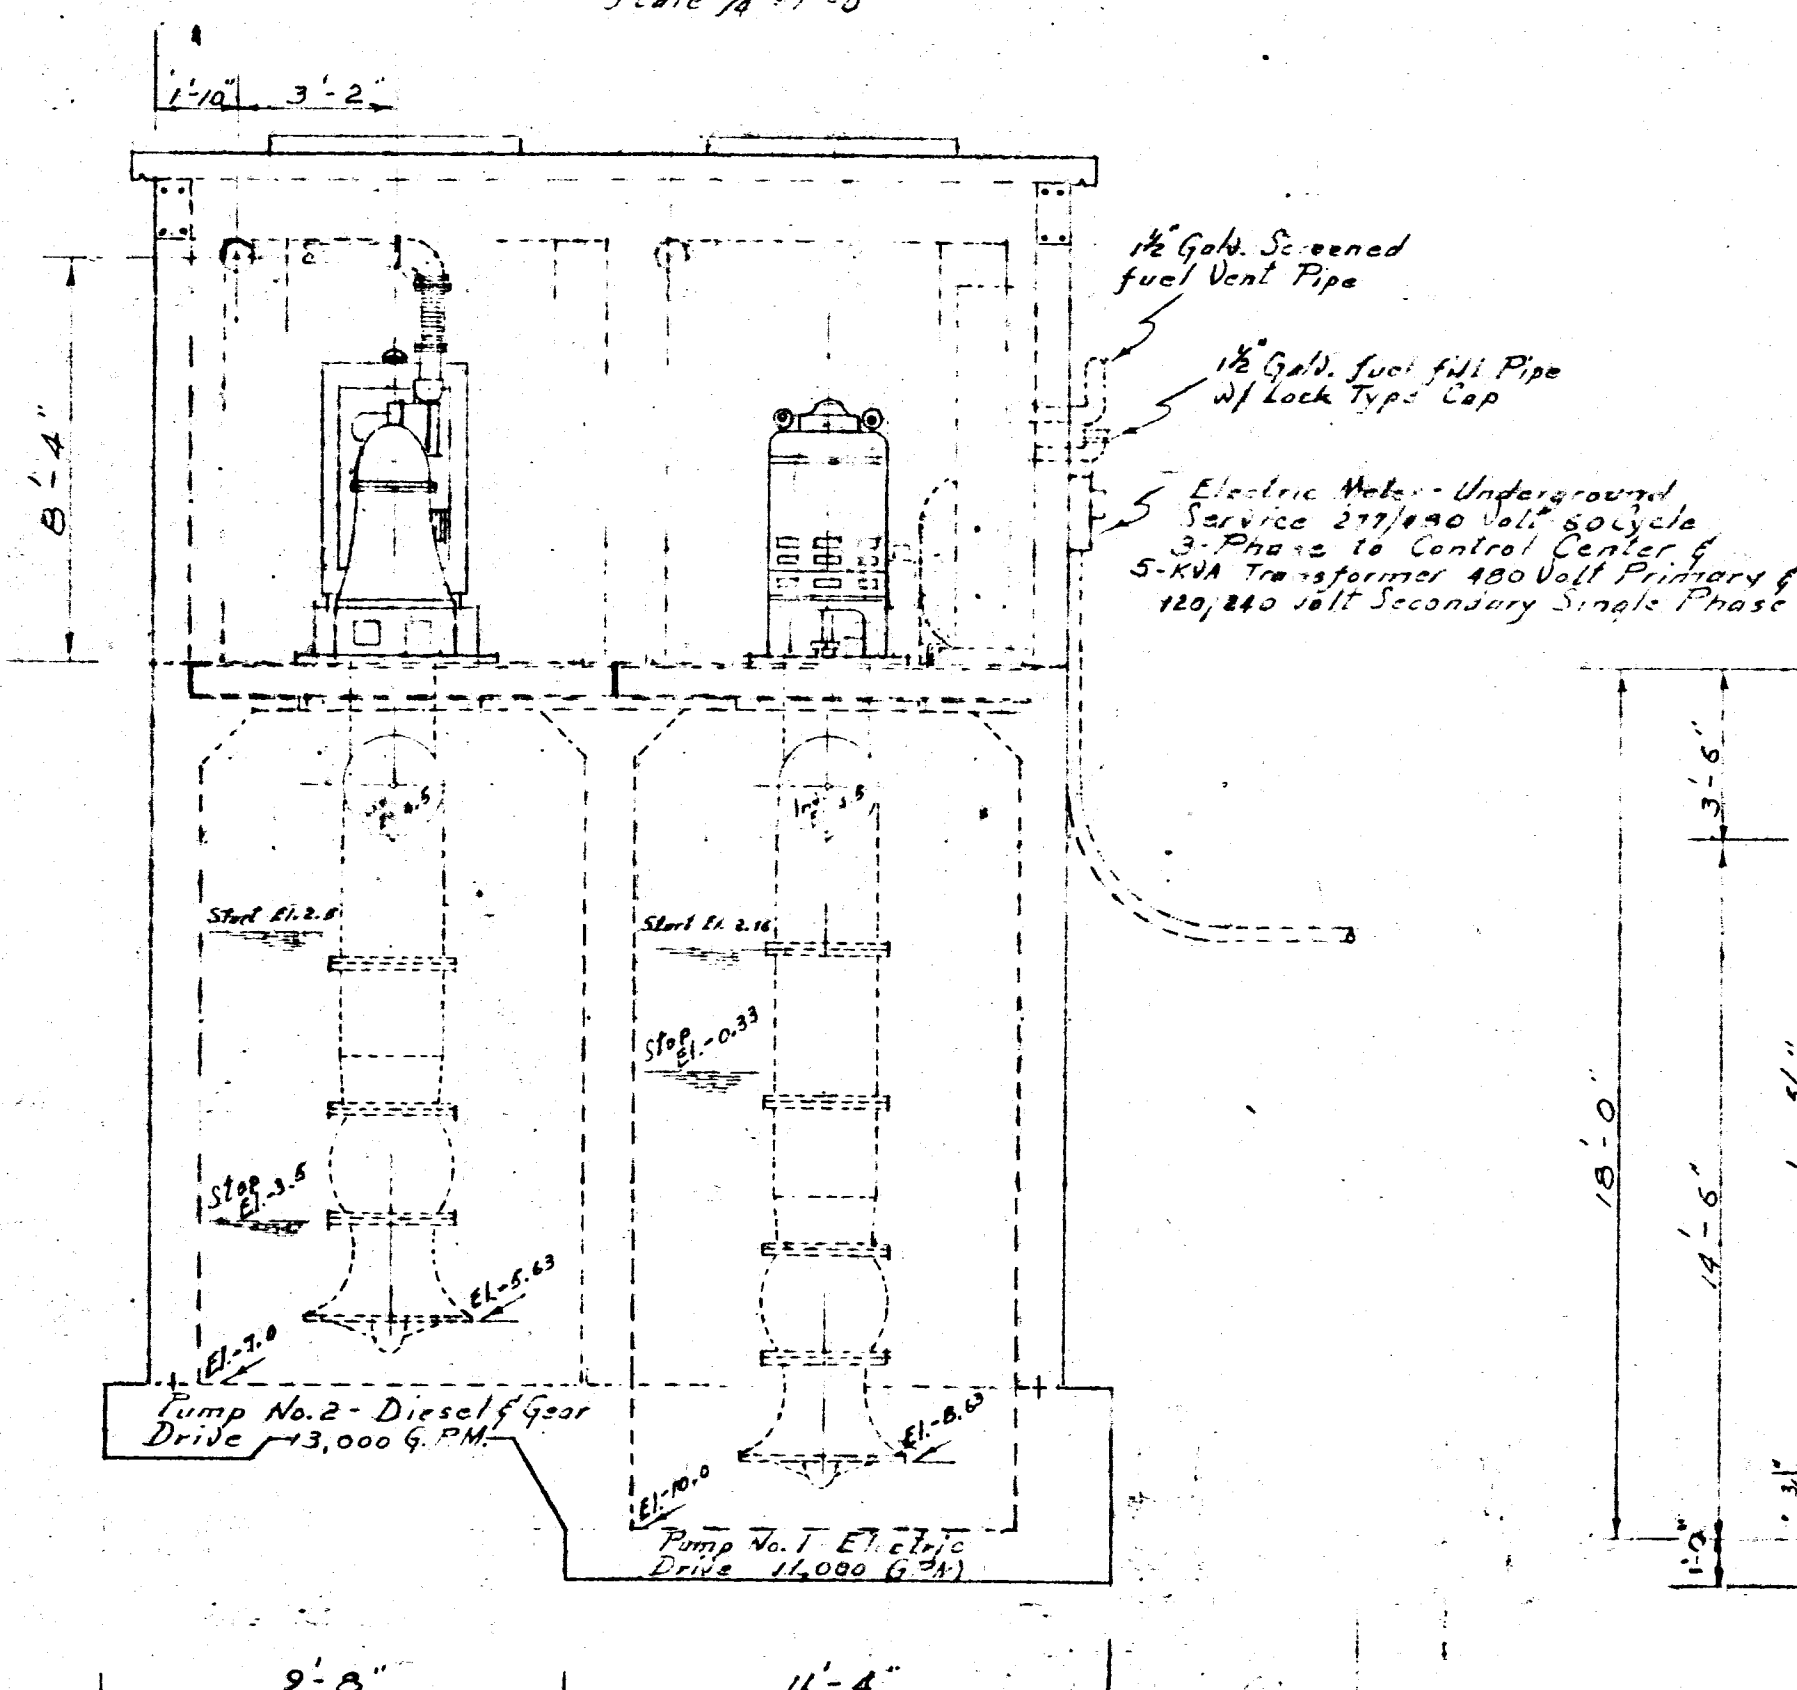 Scale 1/4"=1'-0
1'-10" 3'-2"
8'-4"
1½" Galv. Screened
fuel Vent Pipe
1½" Galv. fuel fill Pipe
w/ Lock Type Cap
Electric Meter - Underground
Service 277/480 Volt 60 Cycle
3-Phase to Control Center &
5-KVA Transformer 480 Volt Primary &
120/240 Volt Secondary Single Phase
3'-6"
Start El. 2.5
Start El. 2.16
Stop
El.-0.33
Stop
El.-3.5
18'-0"
14'-6"
El.-5.63
El.-7.0
Pump No. 2 - Diesel & Gear
Drive 13,000 G.P.M.
El.-8.63
El.-10.0
Pump No. 1 Electric
Drive 11,000 G.P.M.
9'-8" 11'-4"